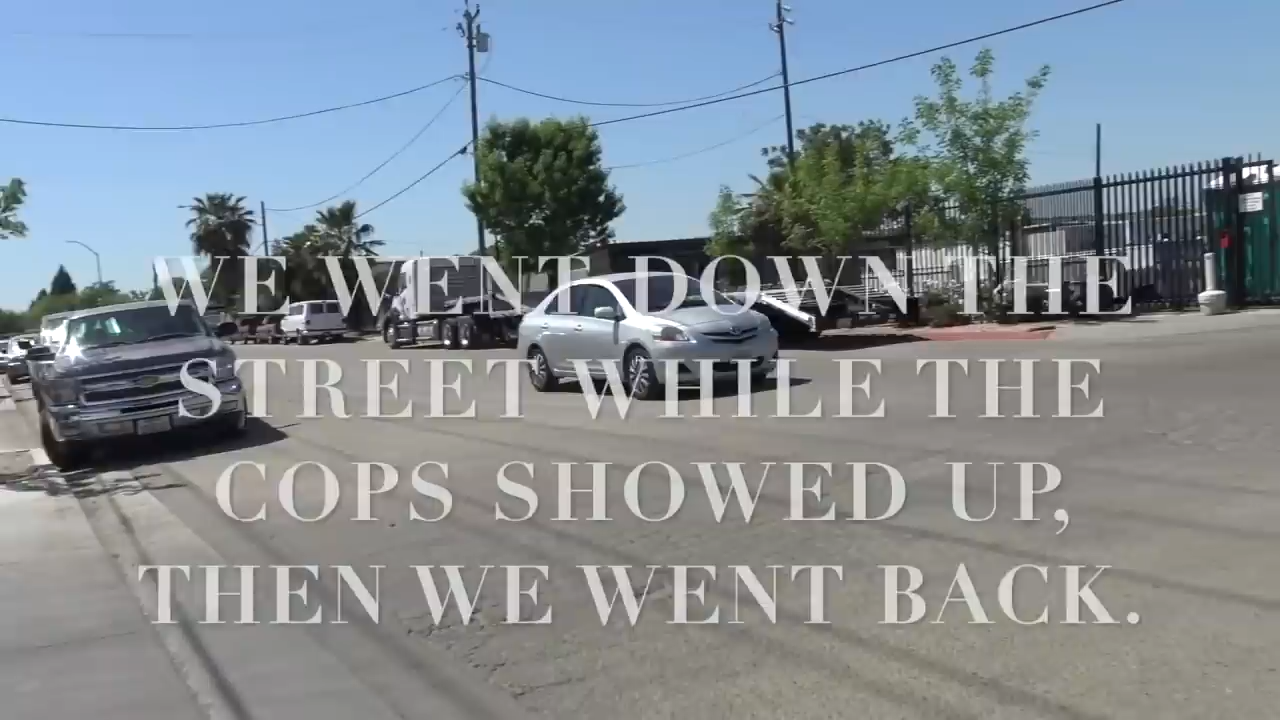 WE WENT DOWN THE
STREET WHILE THE
COPS SHOWED UP,
THEN WE WENT BACK.